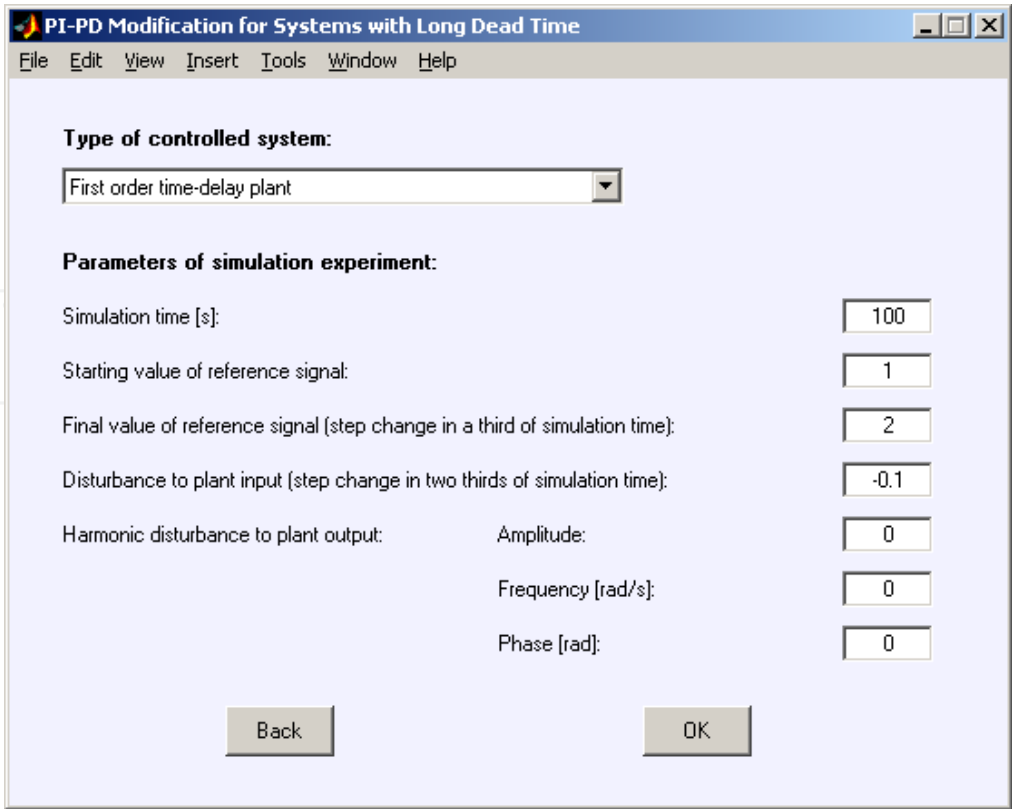 PI-PD Modification for Systems with Long Dead Time
File Edit View Insert Tools Window Help
Type of controlled system:
First order time-delay plant
Parameters of simulation experiment:
Simulation time [s]: 100
Starting value of reference signal: 1
Final value of reference signal (step change in a third of simulation time): 2
Disturbance to plant input (step change in two thirds of simulation time): -0.1
Harmonic disturbance to plant output: Amplitude: 0
Frequency [rad/s]: 0
Phase [rad]: 0
Back OK